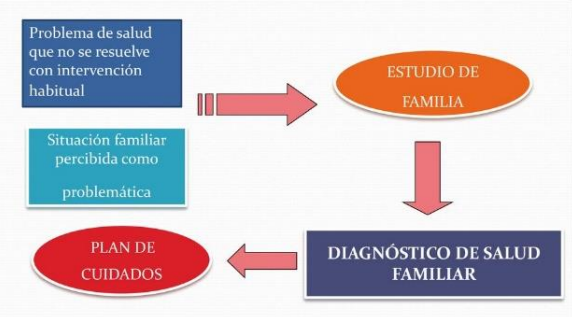 Problema de salud
que no se resuelve
con intervención
habitual
ESTUDIO DE
FAMILIA
Situación familiar
percibida como
problemática
PLAN DE
CUIDADOS
DIAGNÓSTICO DE SALUD
FAMILIAR